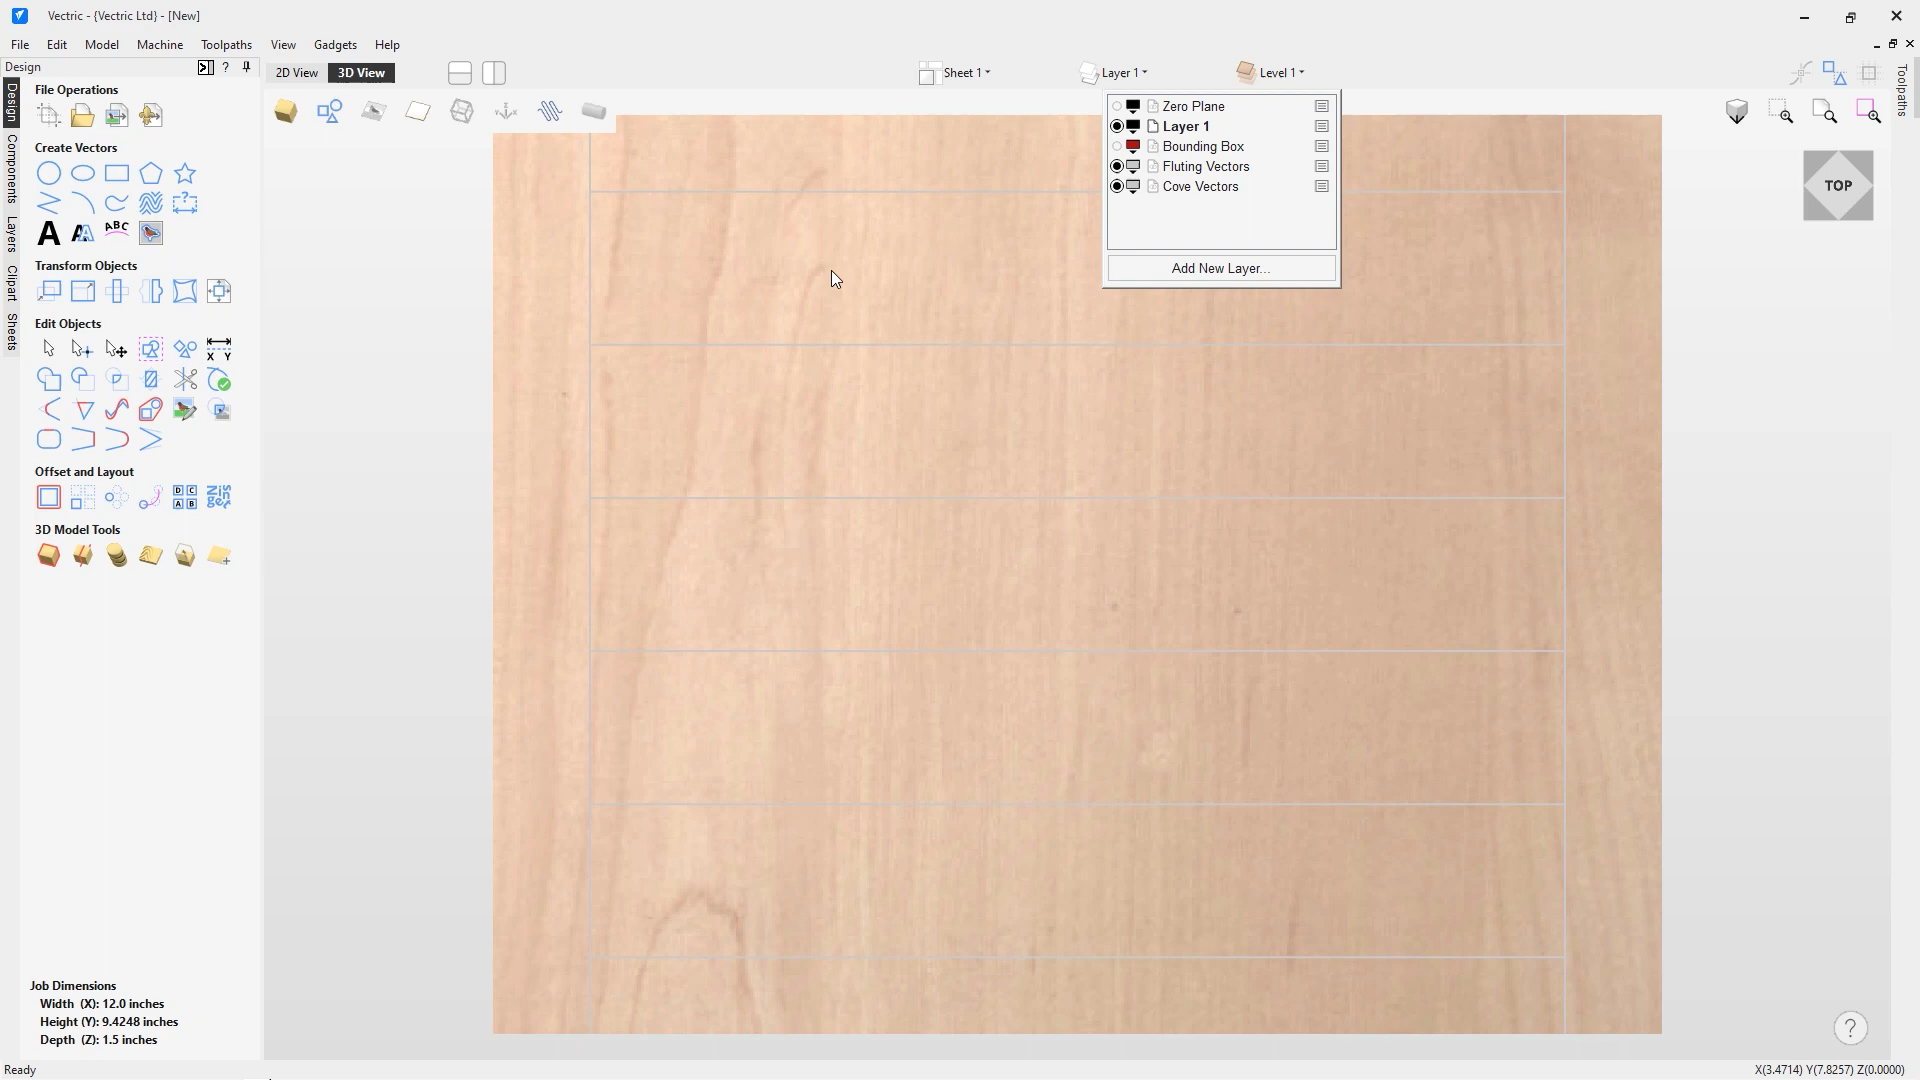 Vectric - {Vectric Ltd} - [New]
File Edit Model Machine Toolpaths View Gadgets Help
Design
2D View 3D View Sheet 1 Layer 1 Level 1
File Operations
Create Vectors
A A ABC
Transform Objects
Edit Objects
X Y
Offset and Layout
3D Model Tools
Job Dimensions
Width (X): 12.0 inches
Height (Y): 9.4248 inches
Depth (Z): 1.5 inches
Design
Components
Layers
Clipart
Sheets
Zero Plane
Layer 1
Bounding Box
Fluting Vectors
Cove Vectors
Add New Layer...
TOP
Toolpaths
?
Ready
X(3.4714) Y(7.8257) Z(0.0000)